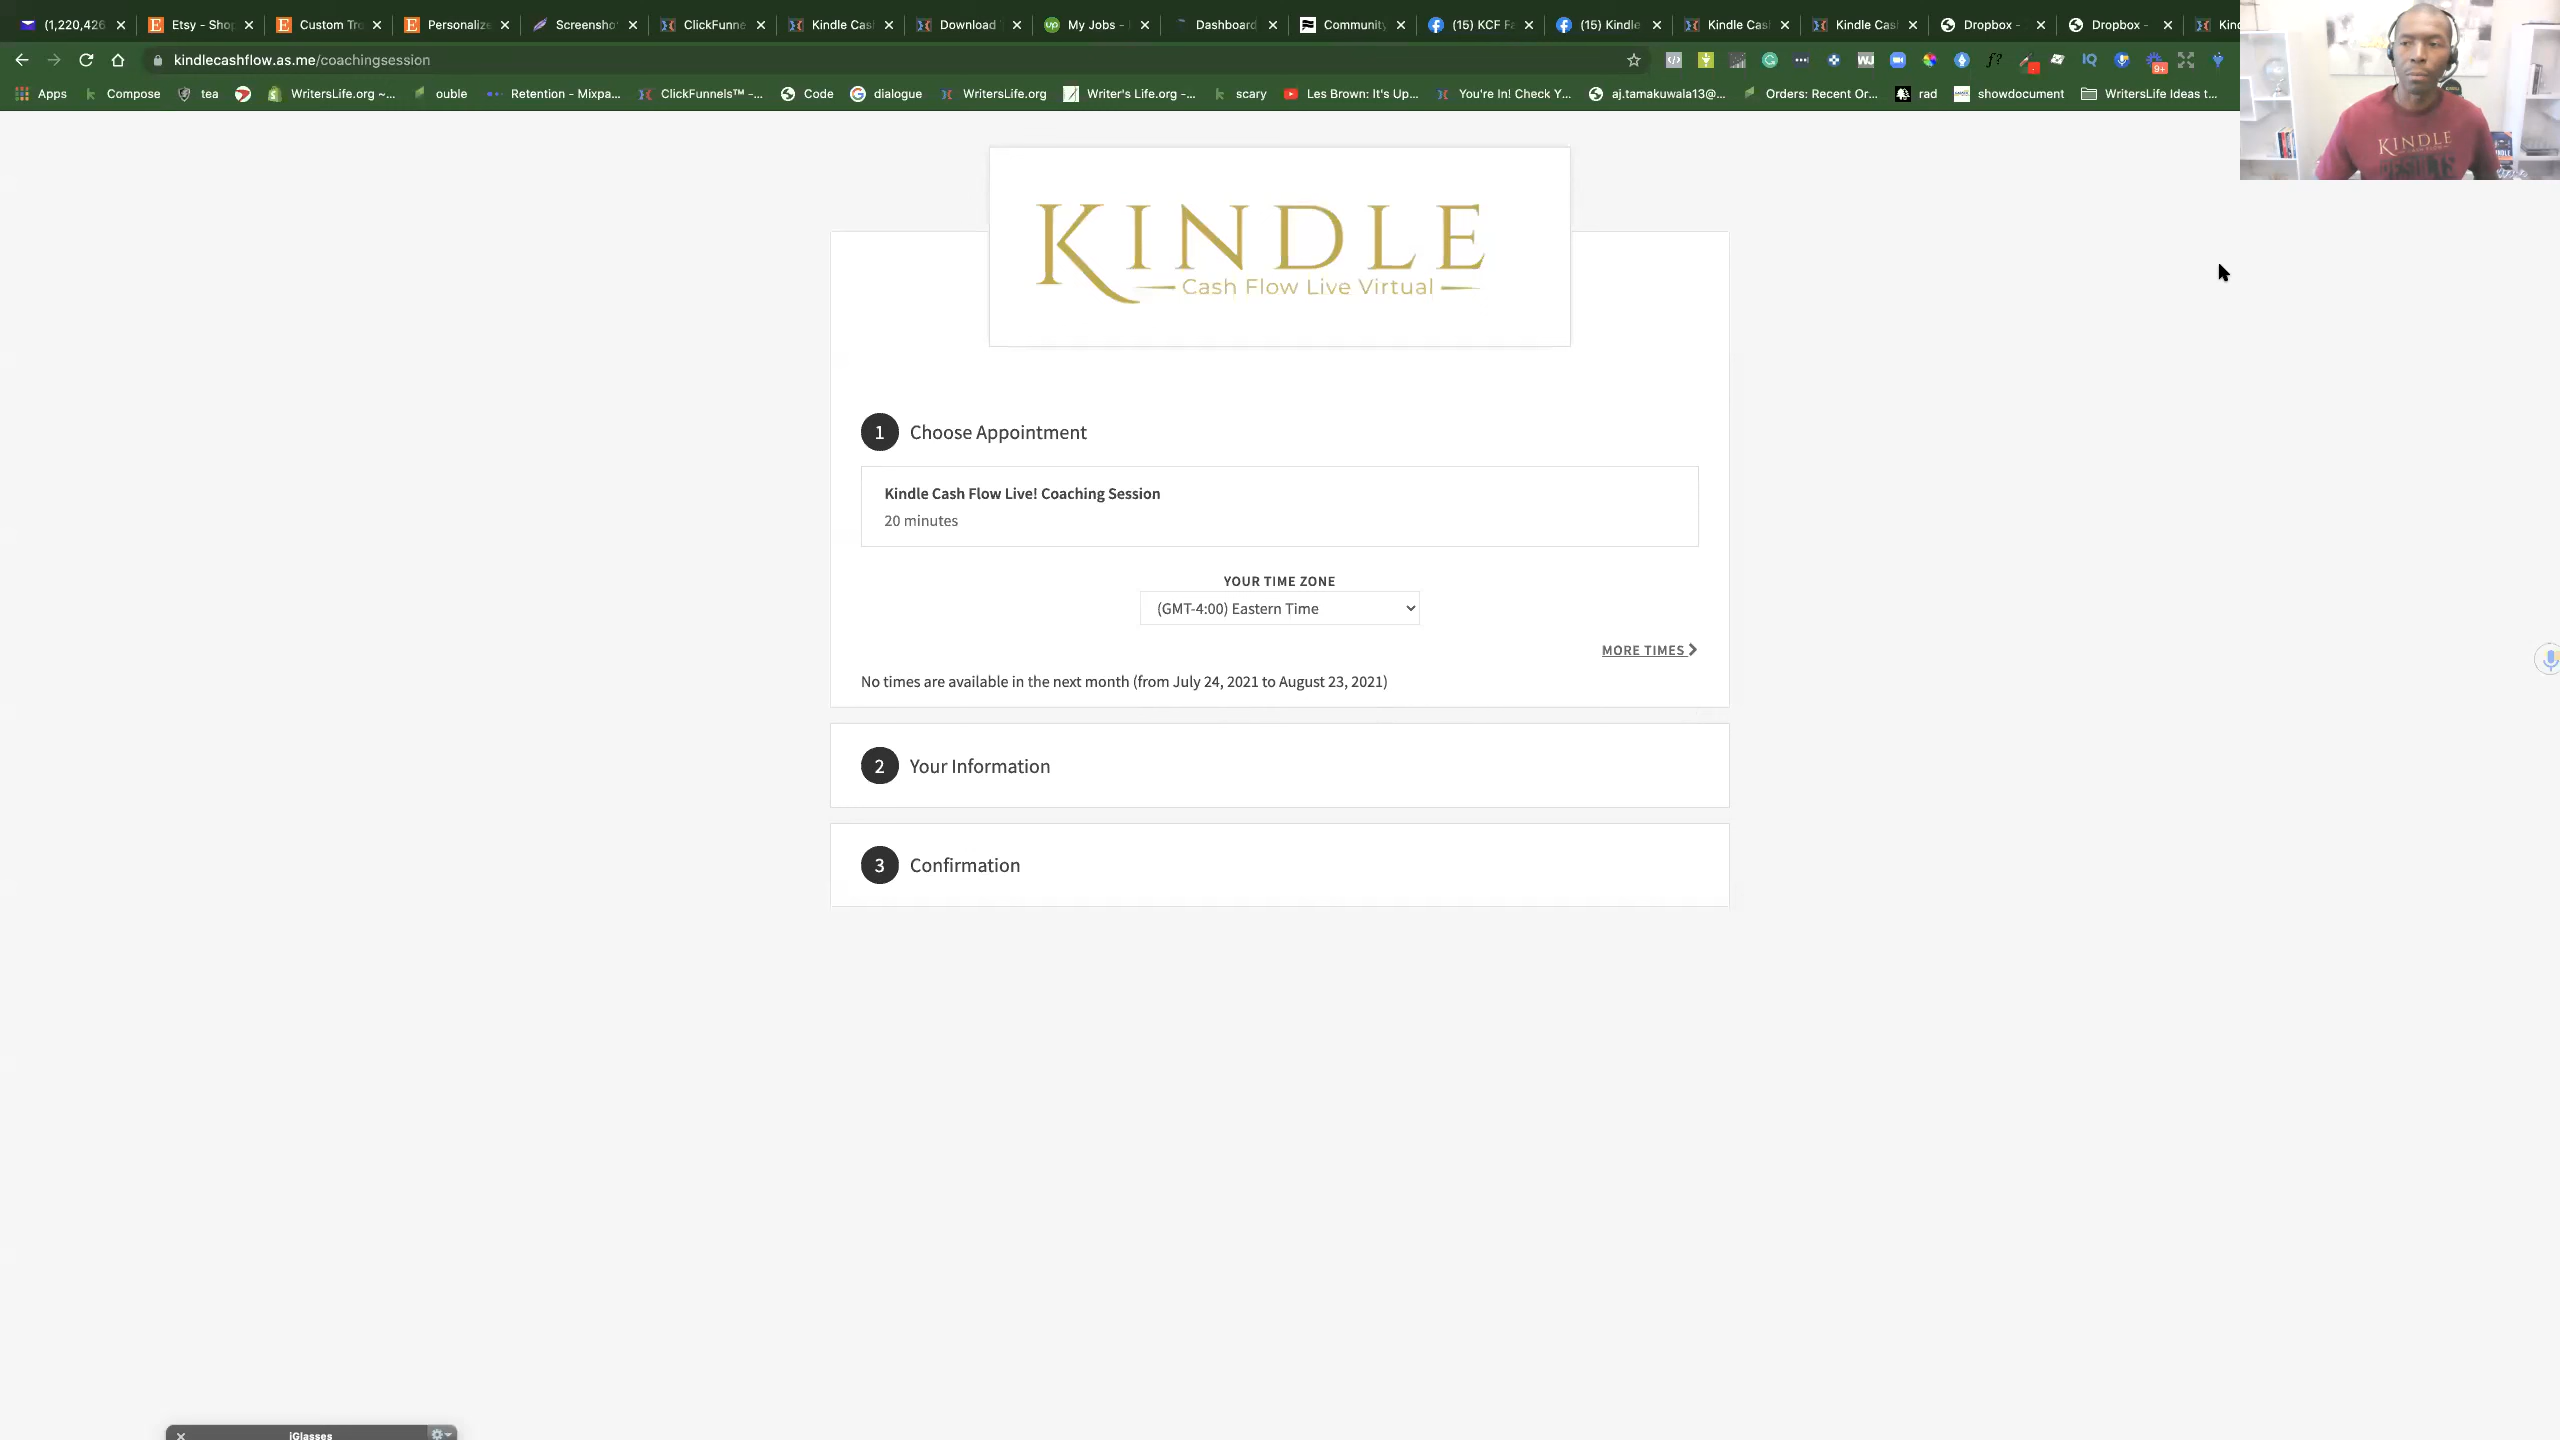 (1,220,426
Etsy - Shop
Custom Tro
Personalize
Screensho
ClickFunne
Kindle Cas
Download
My Jobs -
Dashboard
Community
(15) KCF Fa
(15) Kindle
Kindle Cas
Kindle Cas
Dropbox -
Dropbox -
Kind
kindlecashflow.as.me/coachingsession
Apps
Compose
tea
WritersLife.org ~...
ouble
Retention - Mixpa...
ClickFunnels™ -...
Code
dialogue
WritersLife.org
Writer's Life.org -...
scary
Les Brown: It's Up...
You're In! Check Y...
aj.tamakuwala13@...
Orders: Recent Or...
rad
showdocument
WritersLife Ideas t...
KINDLE
RESULTS
KINDLE
Cash Flow Live Virtual
1 Choose Appointment
Kindle Cash Flow Live! Coaching Session
20 minutes
YOUR TIME ZONE
(GMT-4:00) Eastern Time
MORE TIMES
No times are available in the next month (from July 24, 2021 to August 23, 2021)
2 Your Information
3 Confirmation
iGlasses